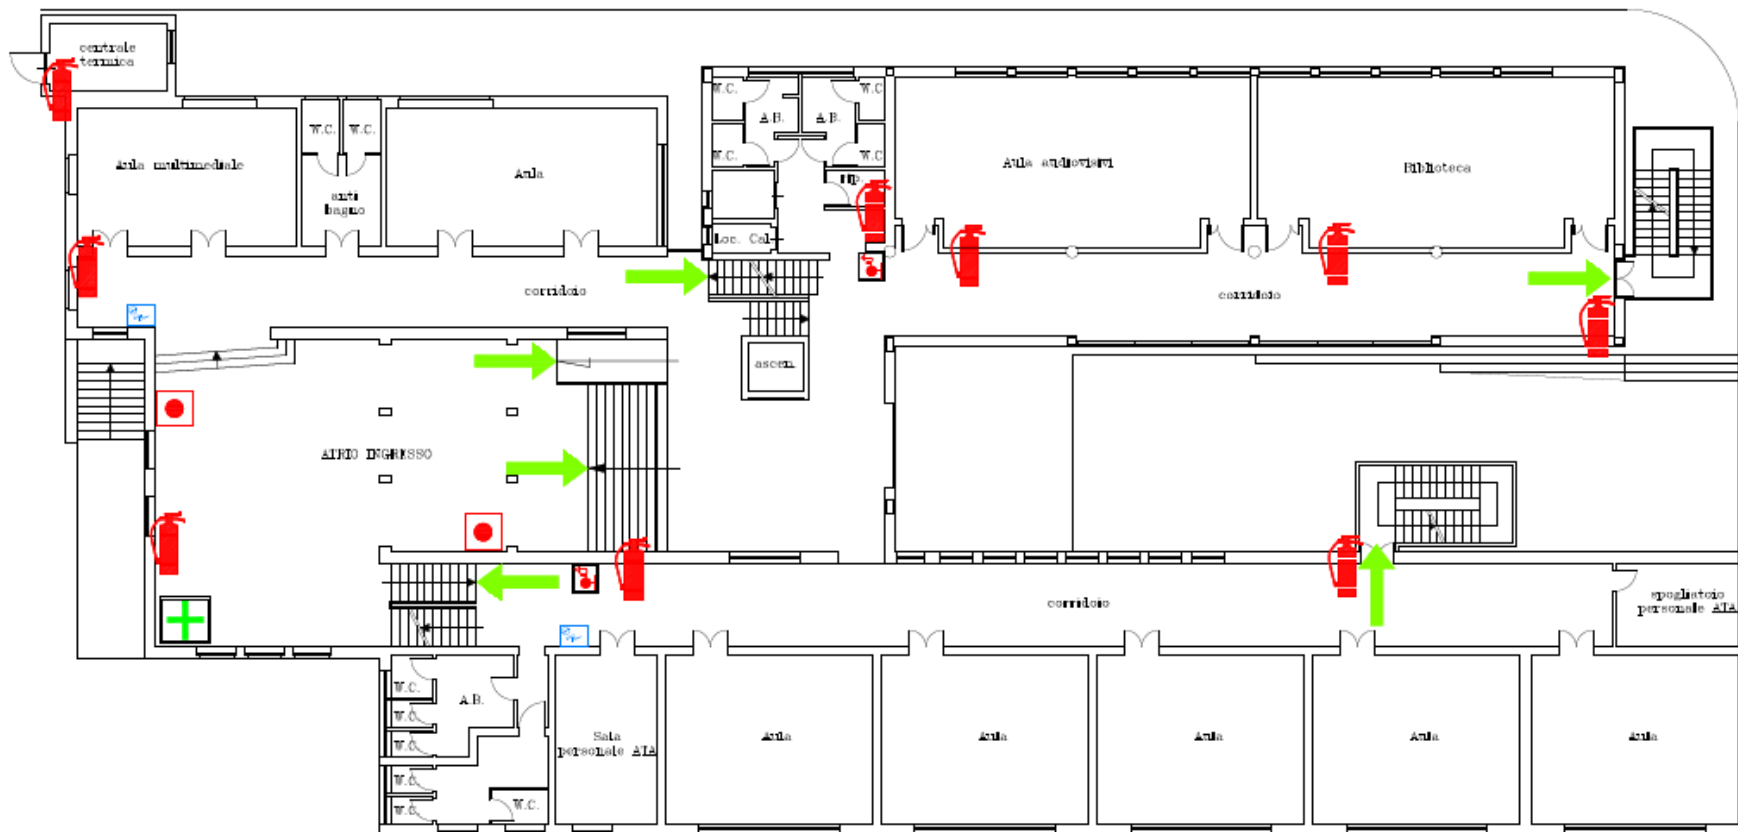 centrale
termica
W.C.
W.C.
A.B.
A.B.
W.C.
W.C.
W.C.
W.C.
Aula multimediale
Aula
Aula audiovisivi
Biblioteca
rip.
anti
bagno
Loc. Cal
corridoio
corridoio
ascen
ATRIO INGRESSO
corridoio
spogliatoio
personale ATA
W.C.
A.B.
W.C.
W.C.
W.C.
W.C.
W.C.
Sala
personale ATA
Aula
Aula
Aula
Aula
Aula